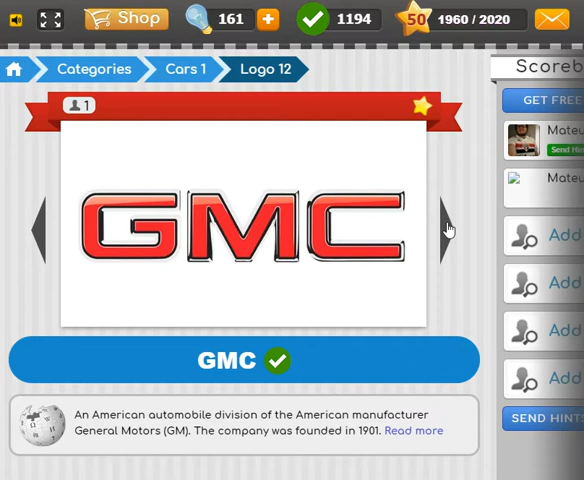 Shop
161
+
1194
50
1960 / 2020
Categories
Cars 1
Logo 12
Scoreb
GET FREE
1
Mateu
Send Hin
Mateu
GMC
Add
Add
Add
Add
GMC
SEND HINTS
An American automobile division of the American manufacturer
General Motors (GM). The company was founded in 1901. Read more